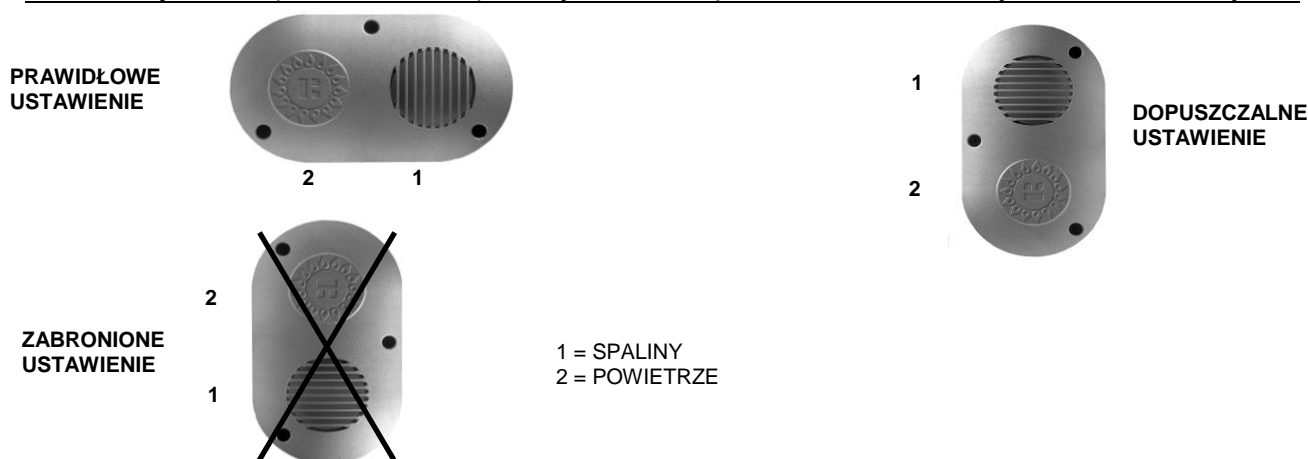 PRAWIDŁOWE
USTAWIENIE
2 1
1
2
DOPUSZCZALNE
USTAWIENIE
2
1
ZABRONIONE
USTAWIENIE
1 = SPALINY
2 = POWIETRZE